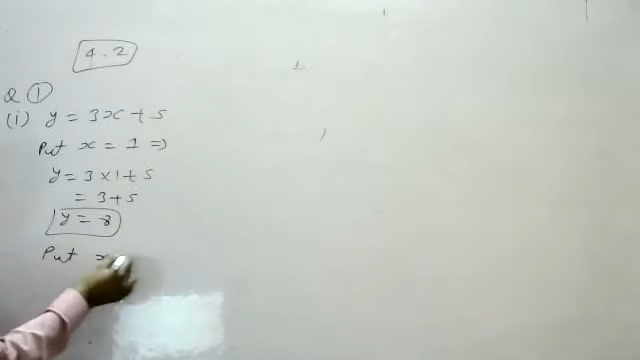 4.2
Q ①
(i) y = 3x + 5
Put x = 1 ⇒
y = 3 × 1 + 5
= 3 + 5
y = 8
Put x